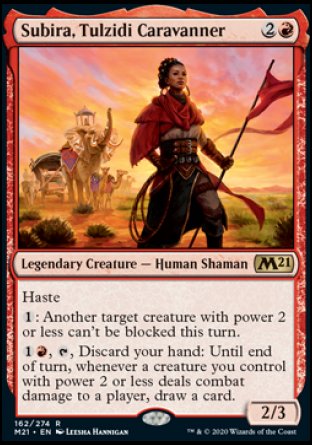 Subira, Tulzidi Caravanner 2
Legendary Creature — Human Shaman M21
Haste
1: Another target creature with power 2
or less can't be blocked this turn.
1 , , Discard your hand: Until end
of turn, whenever a creature you control
with power 2 or less deals combat
damage to a player, draw a card.
2/3
162/274 R
M21 • EN LEESHA HANNIGAN
™ & © 2020 Wizards of the Coast